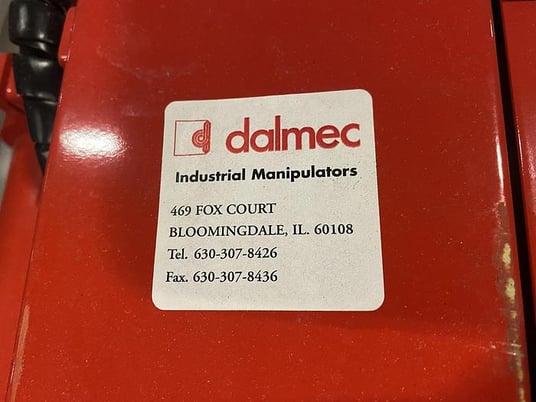 dalmec
Industrial Manipulators
469 FOX COURT
BLOOMINGDALE, IL. 60108
Tel. 630-307-8426
Fax. 630-307-8436